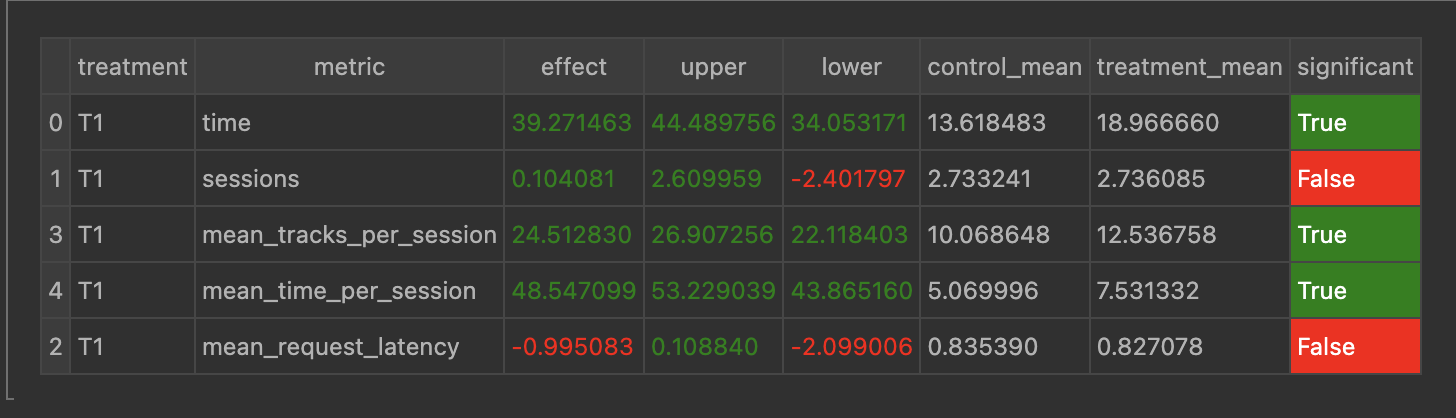 treatment metric effect upper lower control_mean treatment_mean significant
0 T1 time 39.271463 44.489756 34.053171 13.618483 18.966660 True
1 T1 sessions 0.104081 2.609959 -2.401797 2.733241 2.736085 False
3 T1 mean_tracks_per_session 24.512830 26.907256 22.118403 10.068648 12.536758 True
4 T1 mean_time_per_session 48.547099 53.229039 43.865160 5.069996 7.531332 True
2 T1 mean_request_latency -0.995083 0.108840 -2.099006 0.835390 0.827078 False